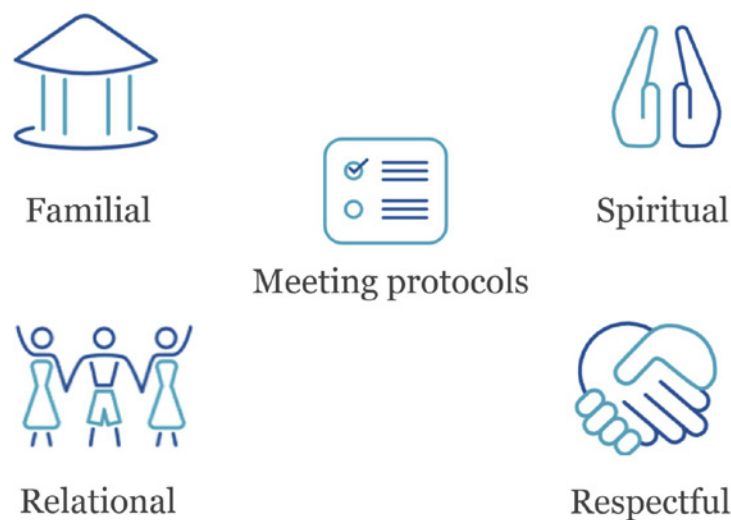 Familial
Spiritual
Meeting protocols
Relational
Respectful